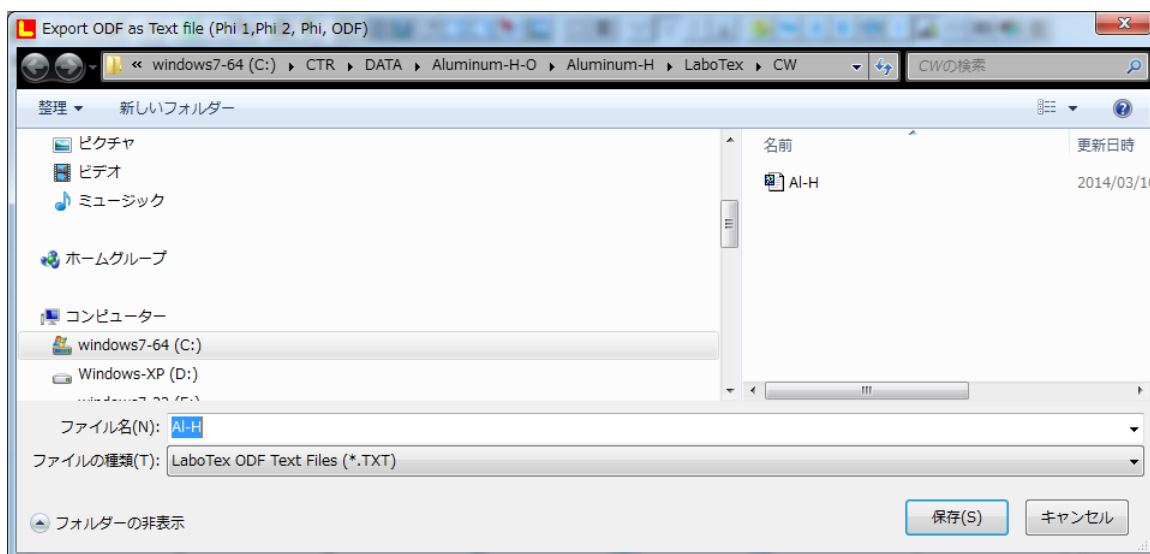 Export ODF as Text file (Phi 1,Phi 2, Phi, ODF)
« windows7-64 (C:) ▸ CTR ▸ DATA ▸ Aluminum-H-O ▸ Aluminum-H ▸ LaboTex ▸ CW
CWの検索
整理 新しいフォルダー
ピクチャ
ビデオ
ミュージック
ホームグループ
コンピューター
windows7-64 (C:)
Windows-XP (D:)
名前 更新日時
Al-H 2014/03/1
ファイル名(N): Al-H
ファイルの種類(T): LaboTex ODF Text Files (*.TXT)
フォルダーの非表示 保存(S) キャンセル